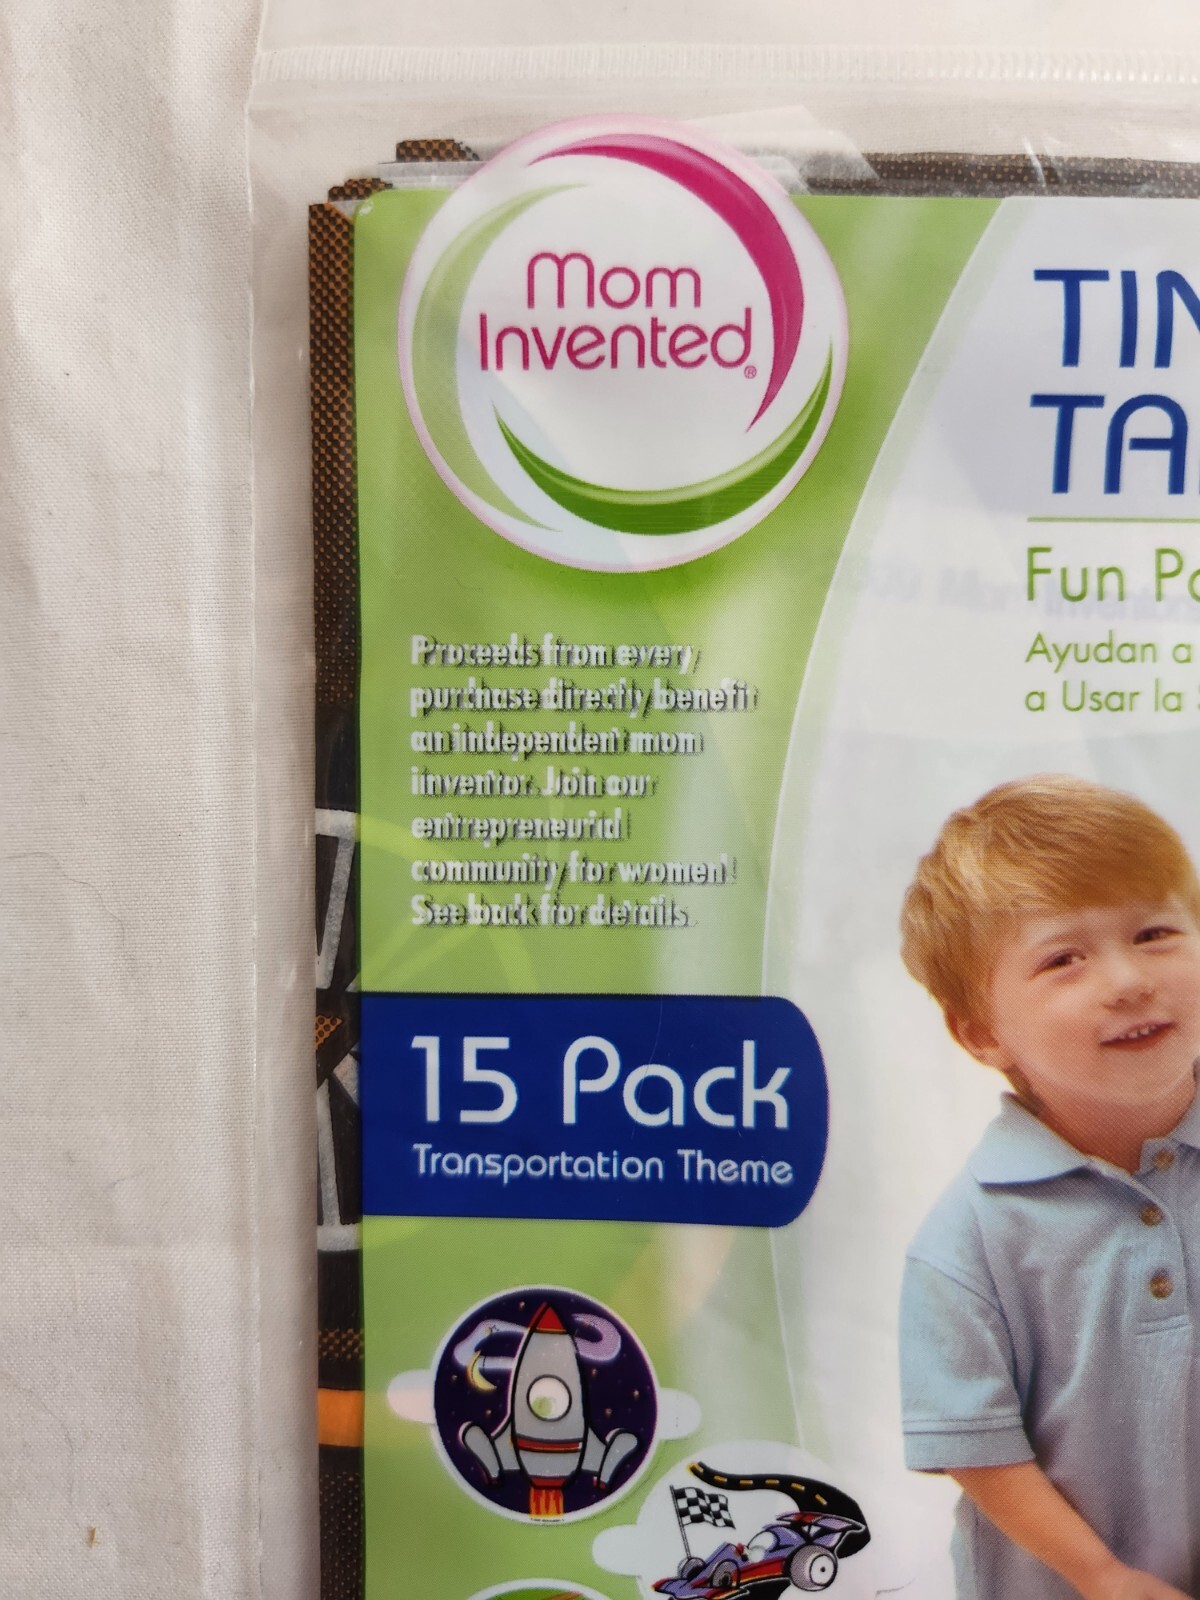 Mom
Invented®
TIN
TA
Fun
Ayudan a
a Usar la
Proceeds from every
purchase directly benefit
an independent mom
inventor. Join our
entrepreneurial
community for women!
See back for details.
15 Pack
Transportation Theme